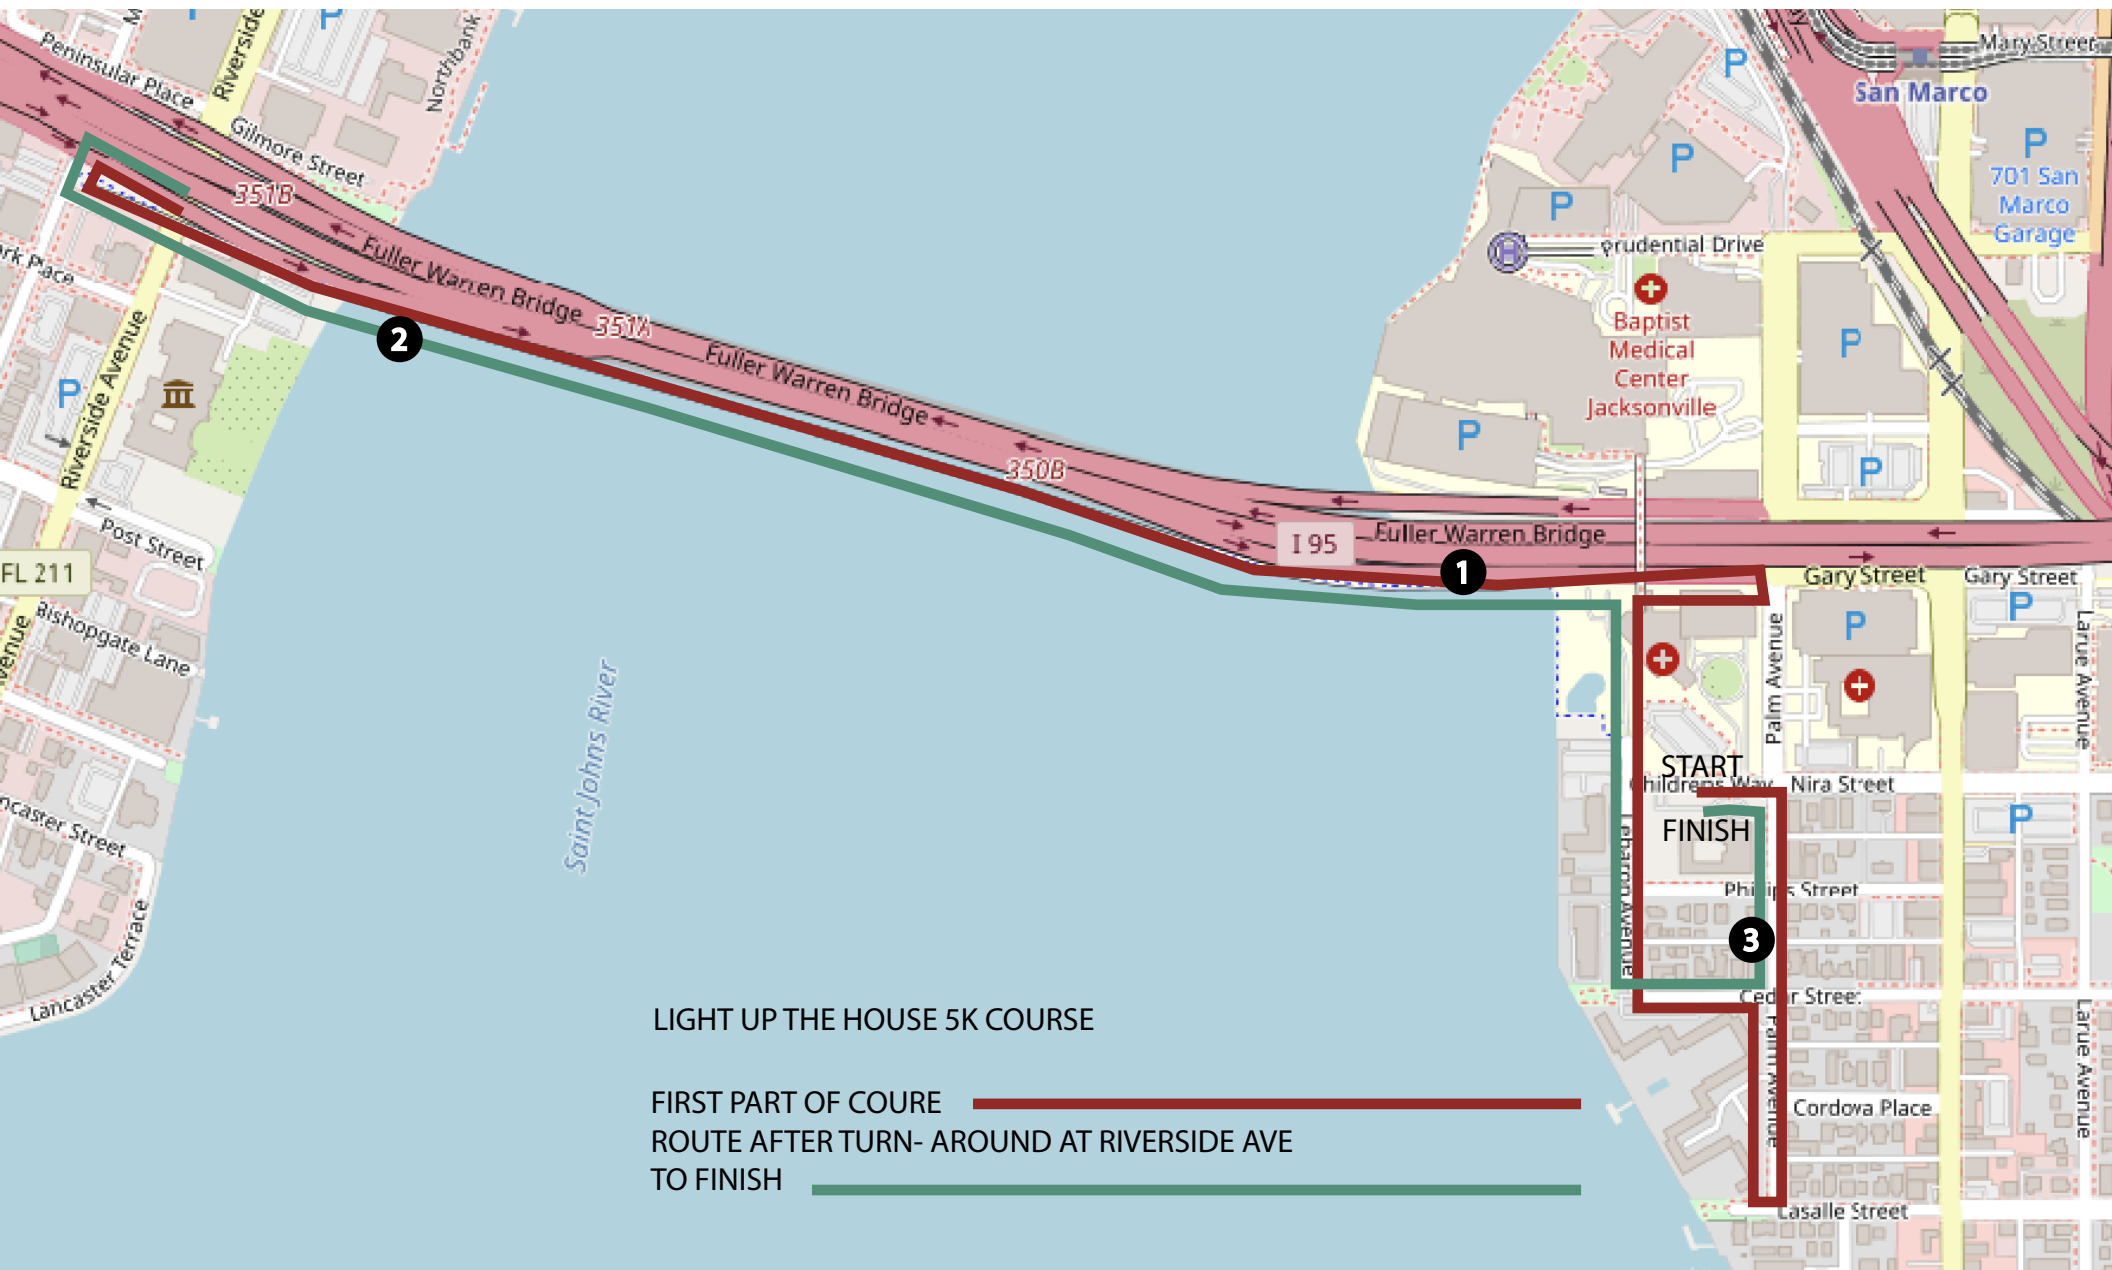 Peninsular Place
Riverside
Northbank
P
P
Mary Street
San Marco
P
P
P
701 San
Marco
Garage
Gilmore Street
351B
P
H
Prudential Drive
Fuller Warren Bridge
351A
Fuller Warren Bridge
Baptist
Medical
Center
Jacksonville
P
2
P
Riverside Avenue
P
P
350B
Post Street
I 95
Fuller Warren Bridge
1
FL 211
Gary Street
Gary Street
P
P
Bishopgate Lane
Palm Avenue
Larue Avenue
Saint Johns River
START
Childrens Way
Nira Street
FINISH
P
Phillips Street
3
Cedar Street
Lancaster Terrace
LIGHT UP THE HOUSE 5K COURSE
FIRST PART OF COURE
ROUTE AFTER TURN- AROUND AT RIVERSIDE AVE
TO FINISH
Palm Avenue
Larue Avenue
Cordova Place
Lasalle Street